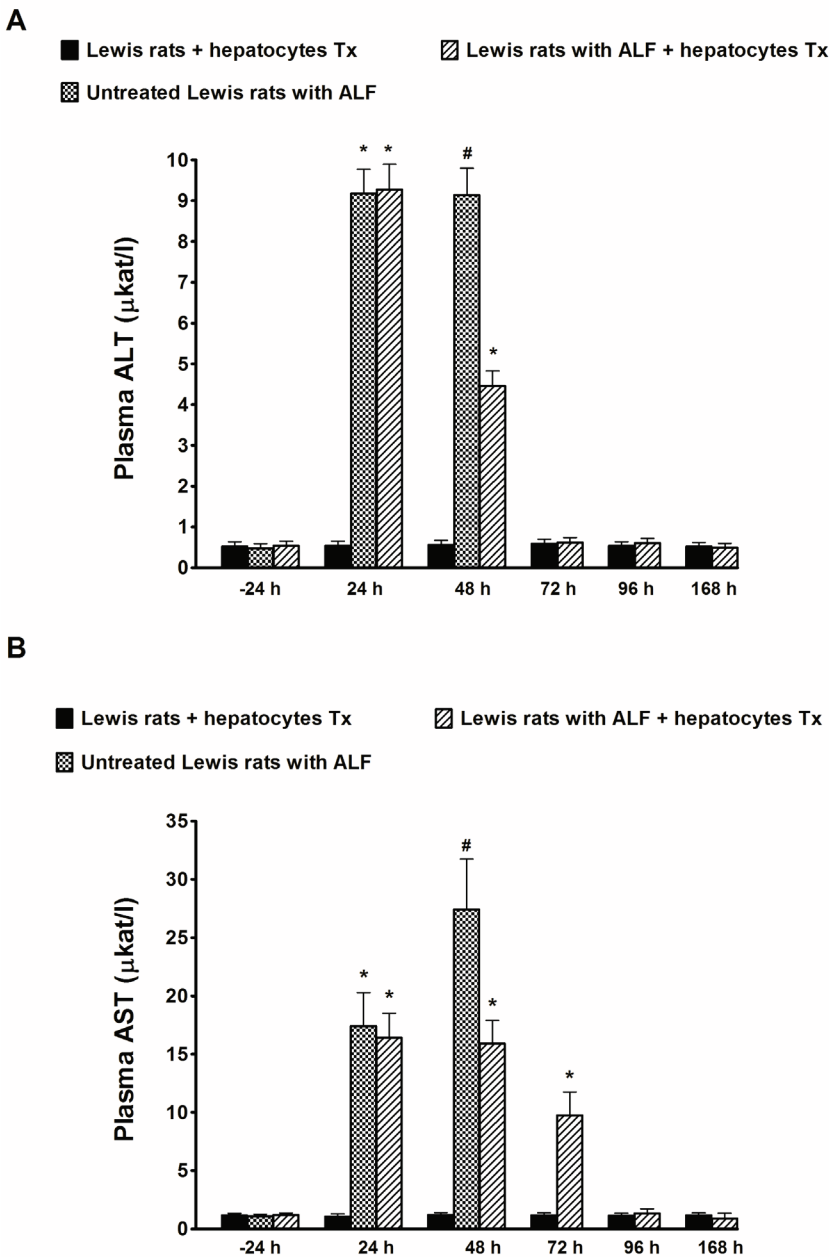 A
Lewis rats + hepatocytes Tx
Lewis rats with ALF + hepatocytes Tx
Untreated Lewis rats with ALF
* * #
10
9
8
7
6
5
4
3
2
1
0
*
Plasma ALT (μkat/l)
-24 h 24 h 48 h 72 h 96 h 168 h
B
Lewis rats + hepatocytes Tx
Lewis rats with ALF + hepatocytes Tx
Untreated Lewis rats with ALF
35
30
25
20
15
10
5
0
#
* * * *
Plasma AST (μkat/l)
-24 h 24 h 48 h 72 h 96 h 168 h